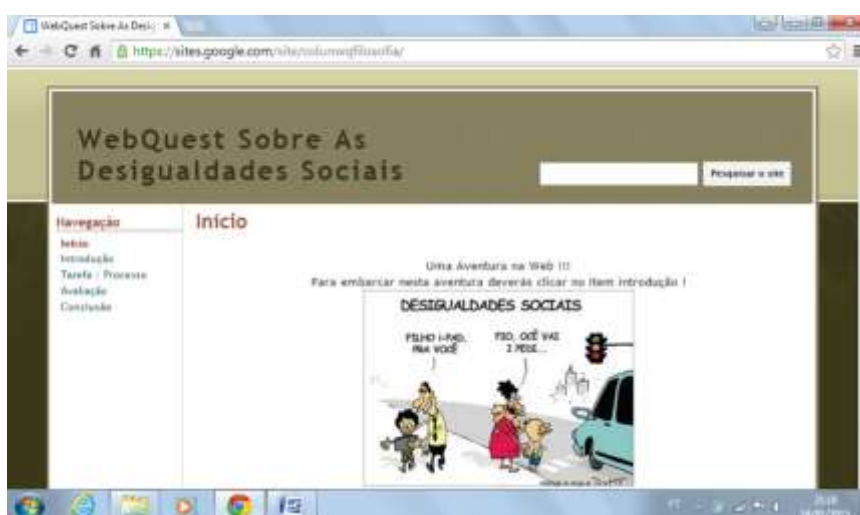 WebQuest Sobre As Desig
https://sites.google.com/site/
WebQuest Sobre As
Desigualdades Sociais
Pesquisar o site
Navegação
Início
Introdução
Tarefa / Processo
Avaliação
Conclusão
Início
Uma Aventura na Web !!!
Para embarcar nesta aventura deverás clicar no item introdução !
DESIGUALDADES SOCIAIS
FILHO I-PAD,
PRA VOCÊ
FIO, OCÊ VAI
I PEDI...
PT